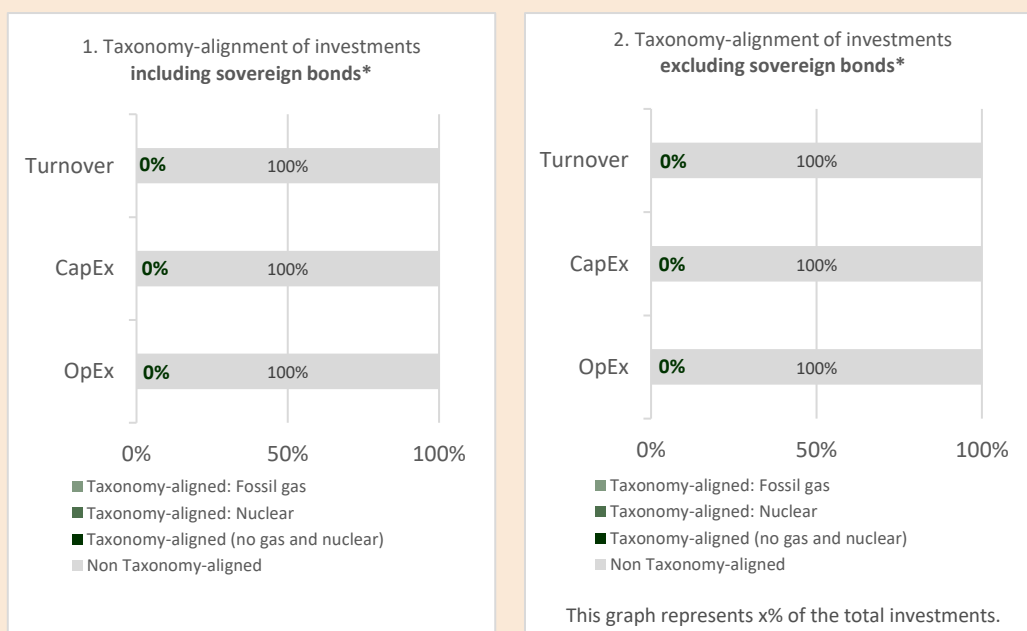 1. Taxonomy-alignment of investments
including sovereign bonds*
Turnover
0%
100%
CapEx
0%
100%
OpEx
0%
100%
0%
50%
100%
Taxonomy-aligned: Fossil gas
Taxonomy-aligned: Nuclear
Taxonomy-aligned (no gas and nuclear)
Non Taxonomy-aligned
2. Taxonomy-alignment of investments
excluding sovereign bonds*
Turnover
0%
100%
CapEx
0%
100%
OpEx
0%
100%
0%
50%
100%
Taxonomy-aligned: Fossil gas
Taxonomy-aligned: Nuclear
Taxonomy-aligned (no gas and nuclear)
Non Taxonomy-aligned
This graph represents x% of the total investments.